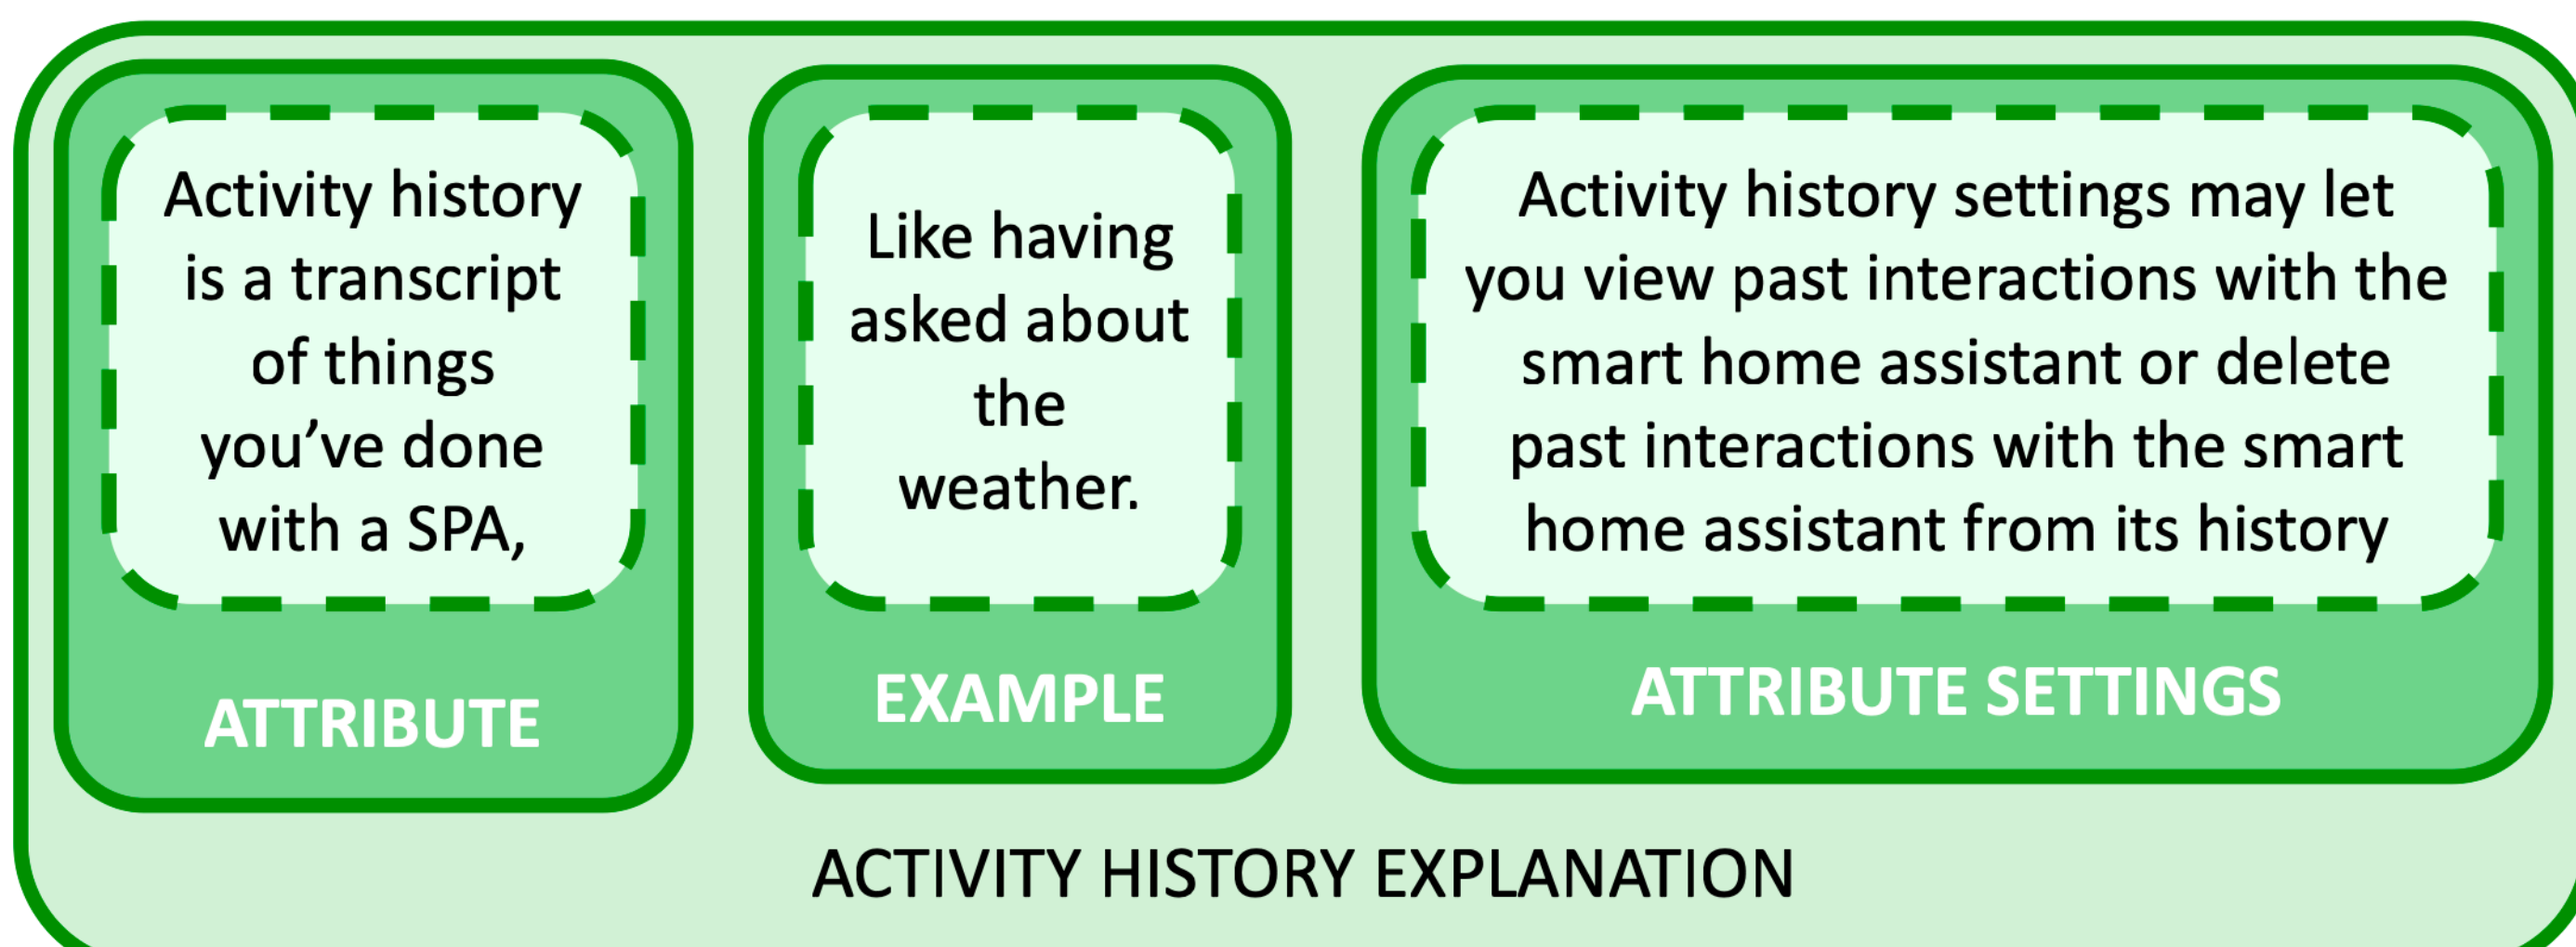 Activity history
is a transcript
of things
you’ve done
with a SPA,
ATTRIBUTE
Like having
asked about
the
weather.
EXAMPLE
Activity history settings may let
you view past interactions with the
smart home assistant or delete
past interactions with the smart
home assistant from its history
ATTRIBUTE SETTINGS
ACTIVITY HISTORY EXPLANATION